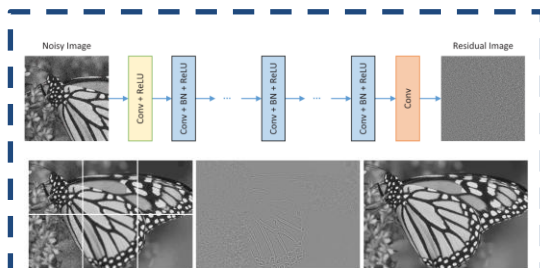 Noisy Image
Residual Image
Conv + ReLU
Conv + BN + ReLU
...
Conv + BN + ReLU
...
Conv + BN + ReLU
Conv